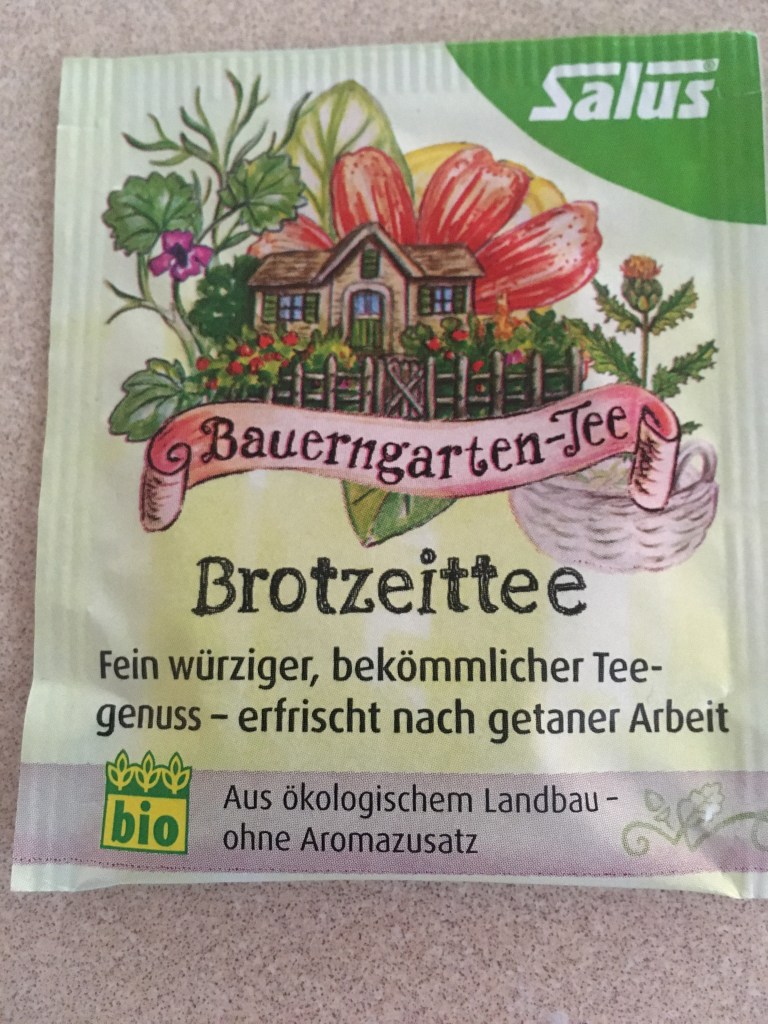 Salus®
Bauerngarten-Tee
Brotzeittee
Fein würziger, bekömmlicher Tee-
genuss – erfrischt nach getaner Arbeit
bio
Aus ökologischem Landbau –
ohne Aromazusatz